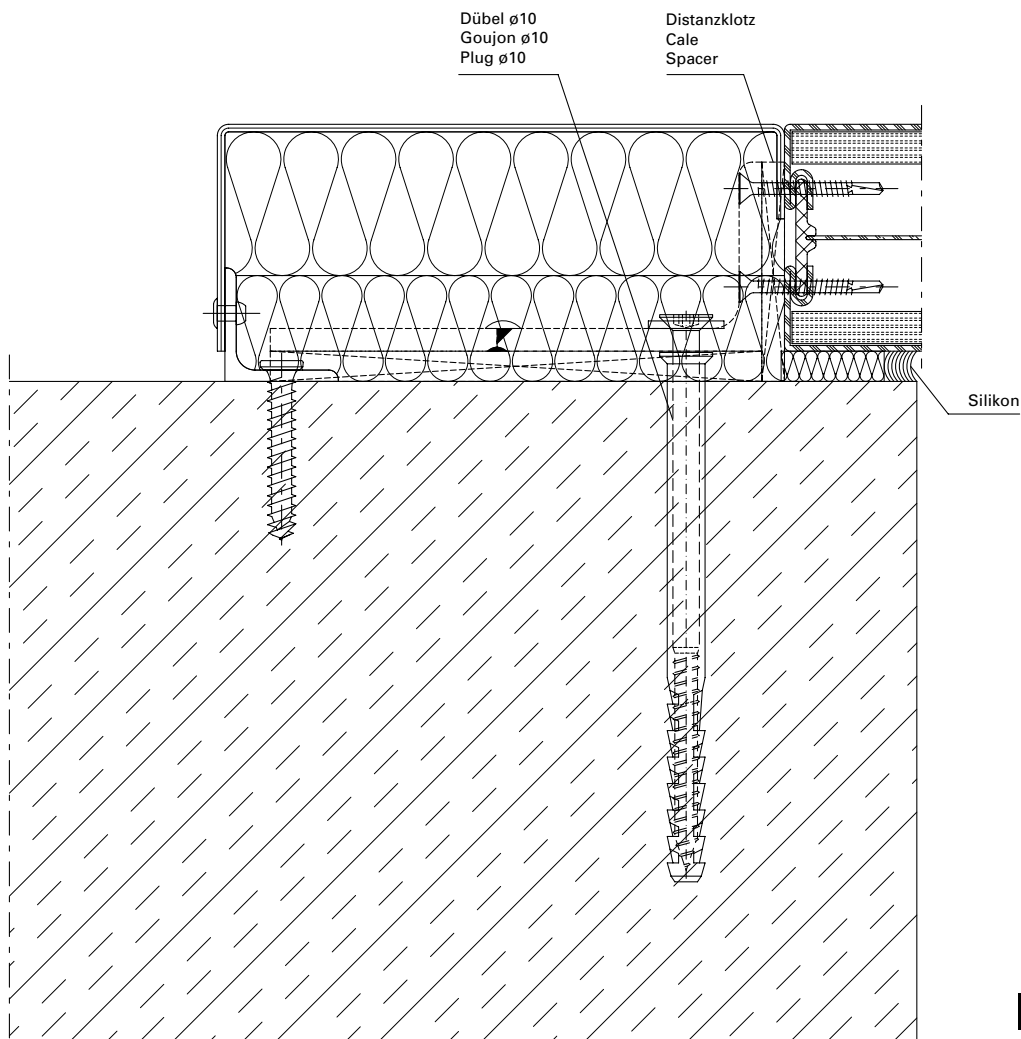 Dübel ø10
Goujon ø10
Plug ø10
Distanzklotz
Cale
Spacer
Silikon